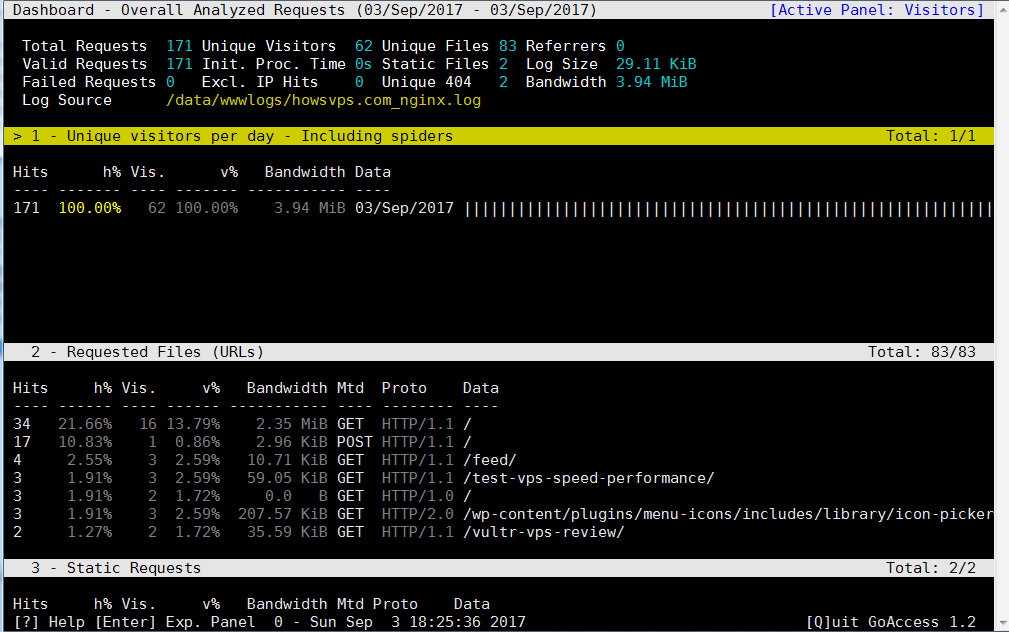 Dashboard - Overall Analyzed Requests (03/Sep/2017 - 03/Sep/2017) [Active Panel: Visitors]
Total Requests 171 Unique Visitors 62 Unique Files 83 Referrers 0
Valid Requests 171 Init. Proc. Time 0s Static Files 2 Log Size 29.11 KiB
Failed Requests 0 Excl. IP Hits 0 Unique 404 2 Bandwidth 3.94 MiB
Log Source /data/wwwlogs/howsvps.com_nginx.log
> 1 - Unique visitors per day - Including spiders Total: 1/1
Hits h% Vis. v% Bandwidth Data
---- ------- ---- ------- ----------- ----
171 100.00% 62 100.00% 3.94 MiB 03/Sep/2017 |||||||||||||||||||||||||||||||||||||||||||||||||||||||||||
2 - Requested Files (URLs) Total: 83/83
Hits h% Vis. v% Bandwidth Mtd Proto Data
---- ------ ---- ------ ----------- ---- -------- ----
34 21.66% 16 13.79% 2.35 MiB GET HTTP/1.1 /
17 10.83% 1 0.86% 2.96 KiB POST HTTP/1.1 /
4 2.55% 3 2.59% 10.71 KiB GET HTTP/1.1 /feed/
3 1.91% 3 2.59% 59.05 KiB GET HTTP/1.1 /test-vps-speed-performance/
3 1.91% 2 1.72% 0.0 B GET HTTP/1.0 /
3 1.91% 3 2.59% 207.57 KiB GET HTTP/2.0 /wp-content/plugins/menu-icons/includes/library/icon-picker
2 1.27% 2 1.72% 35.59 KiB GET HTTP/1.1 /vultr-vps-review/
3 - Static Requests Total: 2/2
Hits h% Vis. v% Bandwidth Mtd Proto Data
[?] Help [Enter] Exp. Panel 0 - Sun Sep 3 18:25:36 2017 [Q]uit GoAccess 1.2